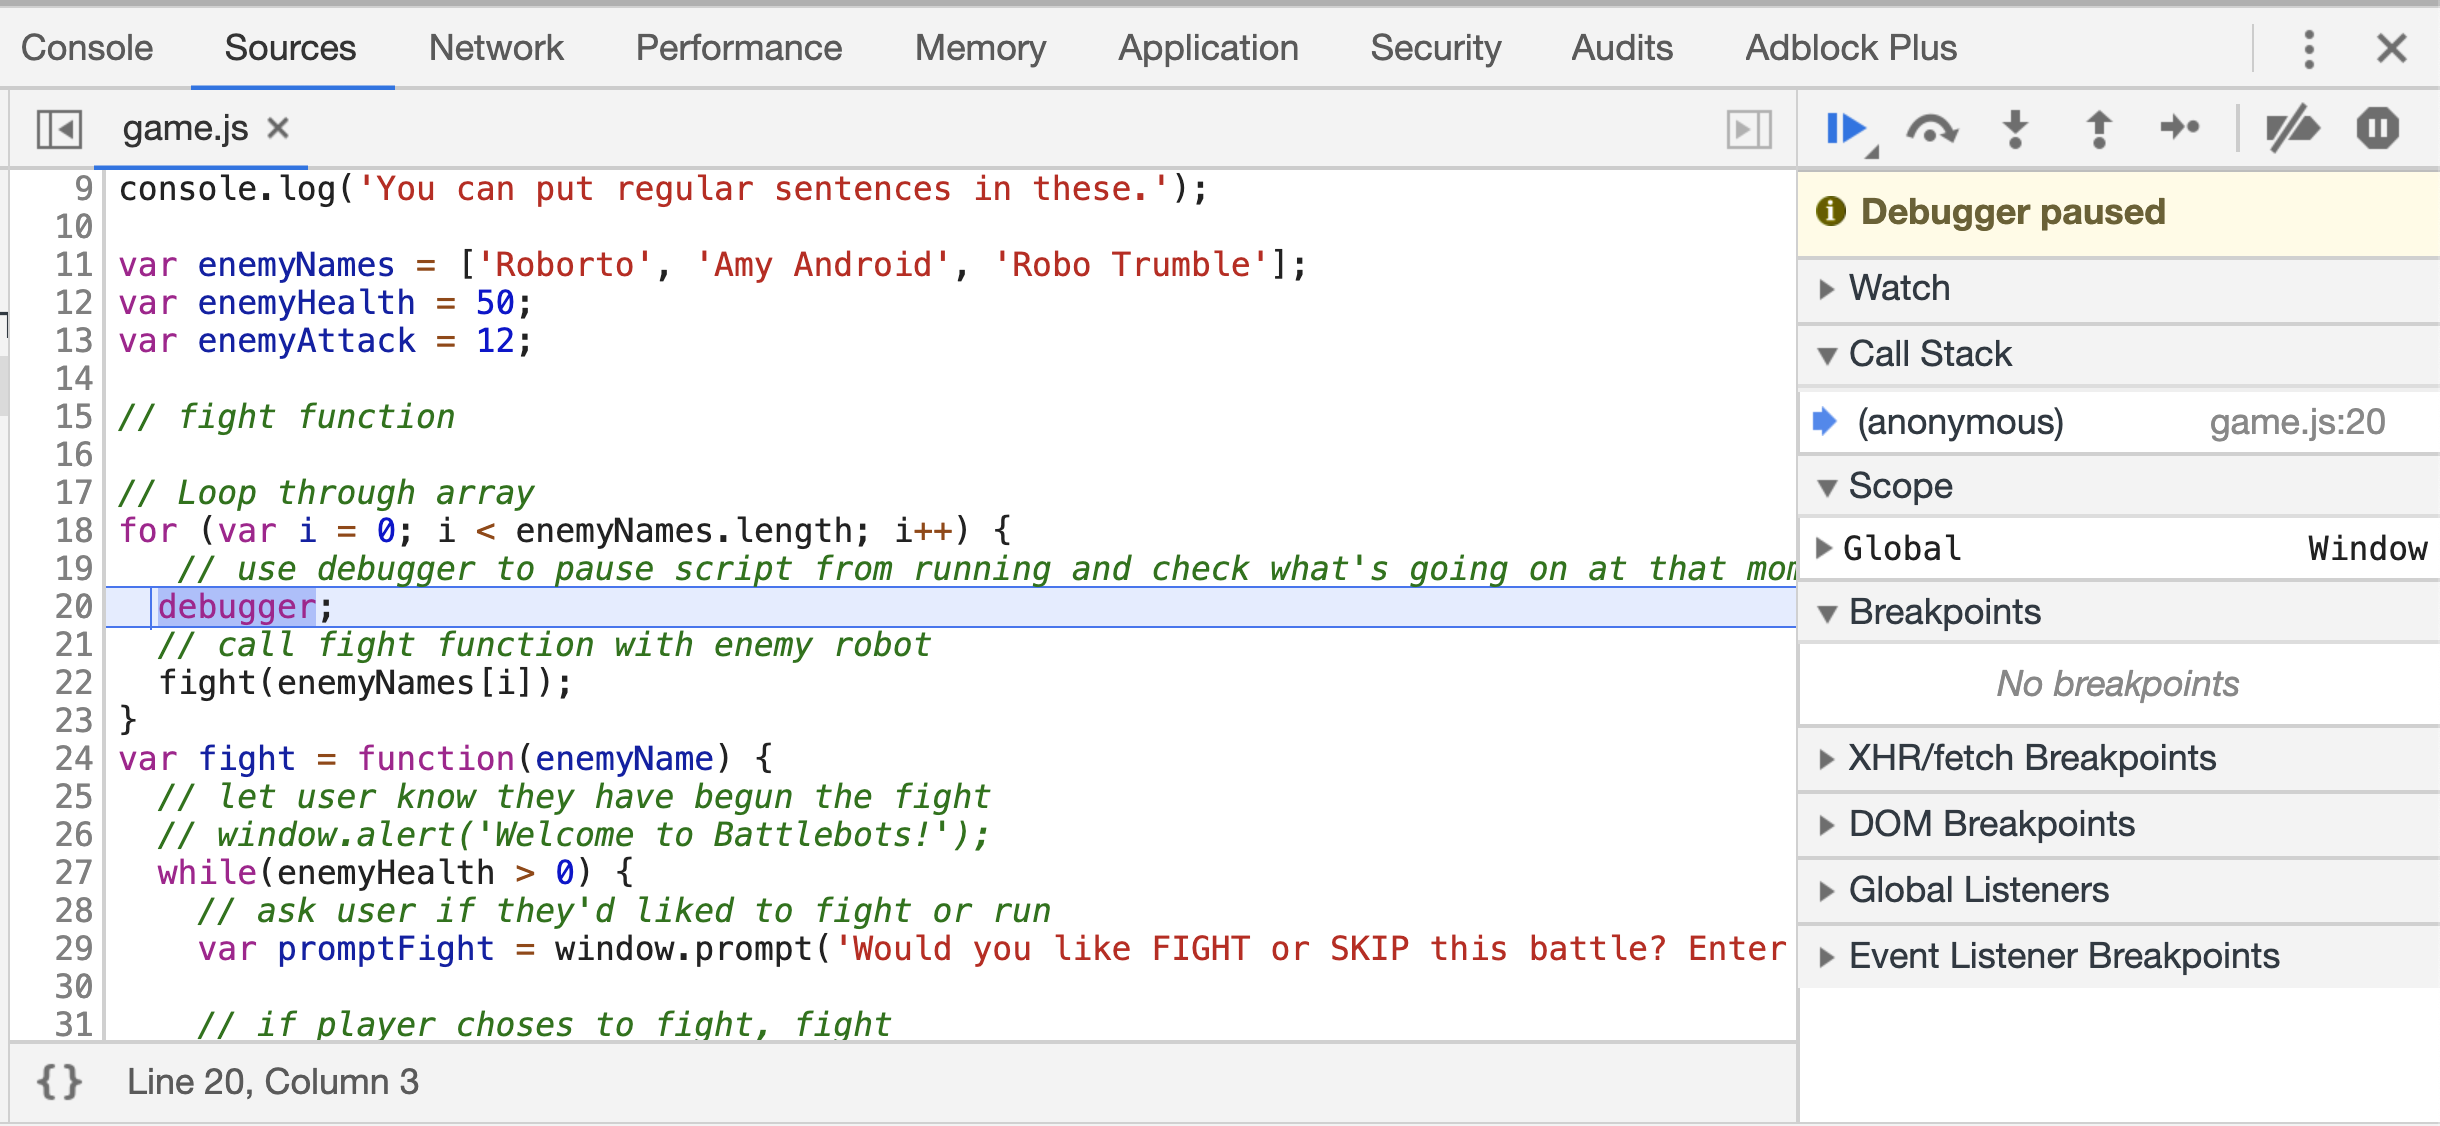 Console Sources Network Performance Memory Application Security Audits Adblock Plus
game.js
9 console.log('You can put regular sentences in these.');
10
11 var enemyNames = ['Roborto', 'Amy Android', 'Robo Trumble'];
12 var enemyHealth = 50;
13 var enemyAttack = 12;
14
15 // fight function
16
17 // Loop through array
18 for (var i = 0; i < enemyNames.length; i++) {
19 // use debugger to pause script from running and check what's going on at that
20 debugger;
21 // call fight function with enemy robot
22 fight(enemyNames[i]);
23 }
24 var fight = function(enemyName) {
25 // let user know they have begun the fight
26 // window.alert('Welcome to Battlebots!');
27 while(enemyHealth > 0) {
28 // ask user if they'd liked to fight or run
29 var promptFight = window.prompt('Would you like FIGHT or SKIP this battle? Enter
30
31 // if player choses to fight, fight
{} Line 20, Column 3
Debugger paused
Watch
Call Stack
(anonymous) game.js:20
Scope
Global Window
Breakpoints
No breakpoints
XHR/fetch Breakpoints
DOM Breakpoints
Global Listeners
Event Listener Breakpoints